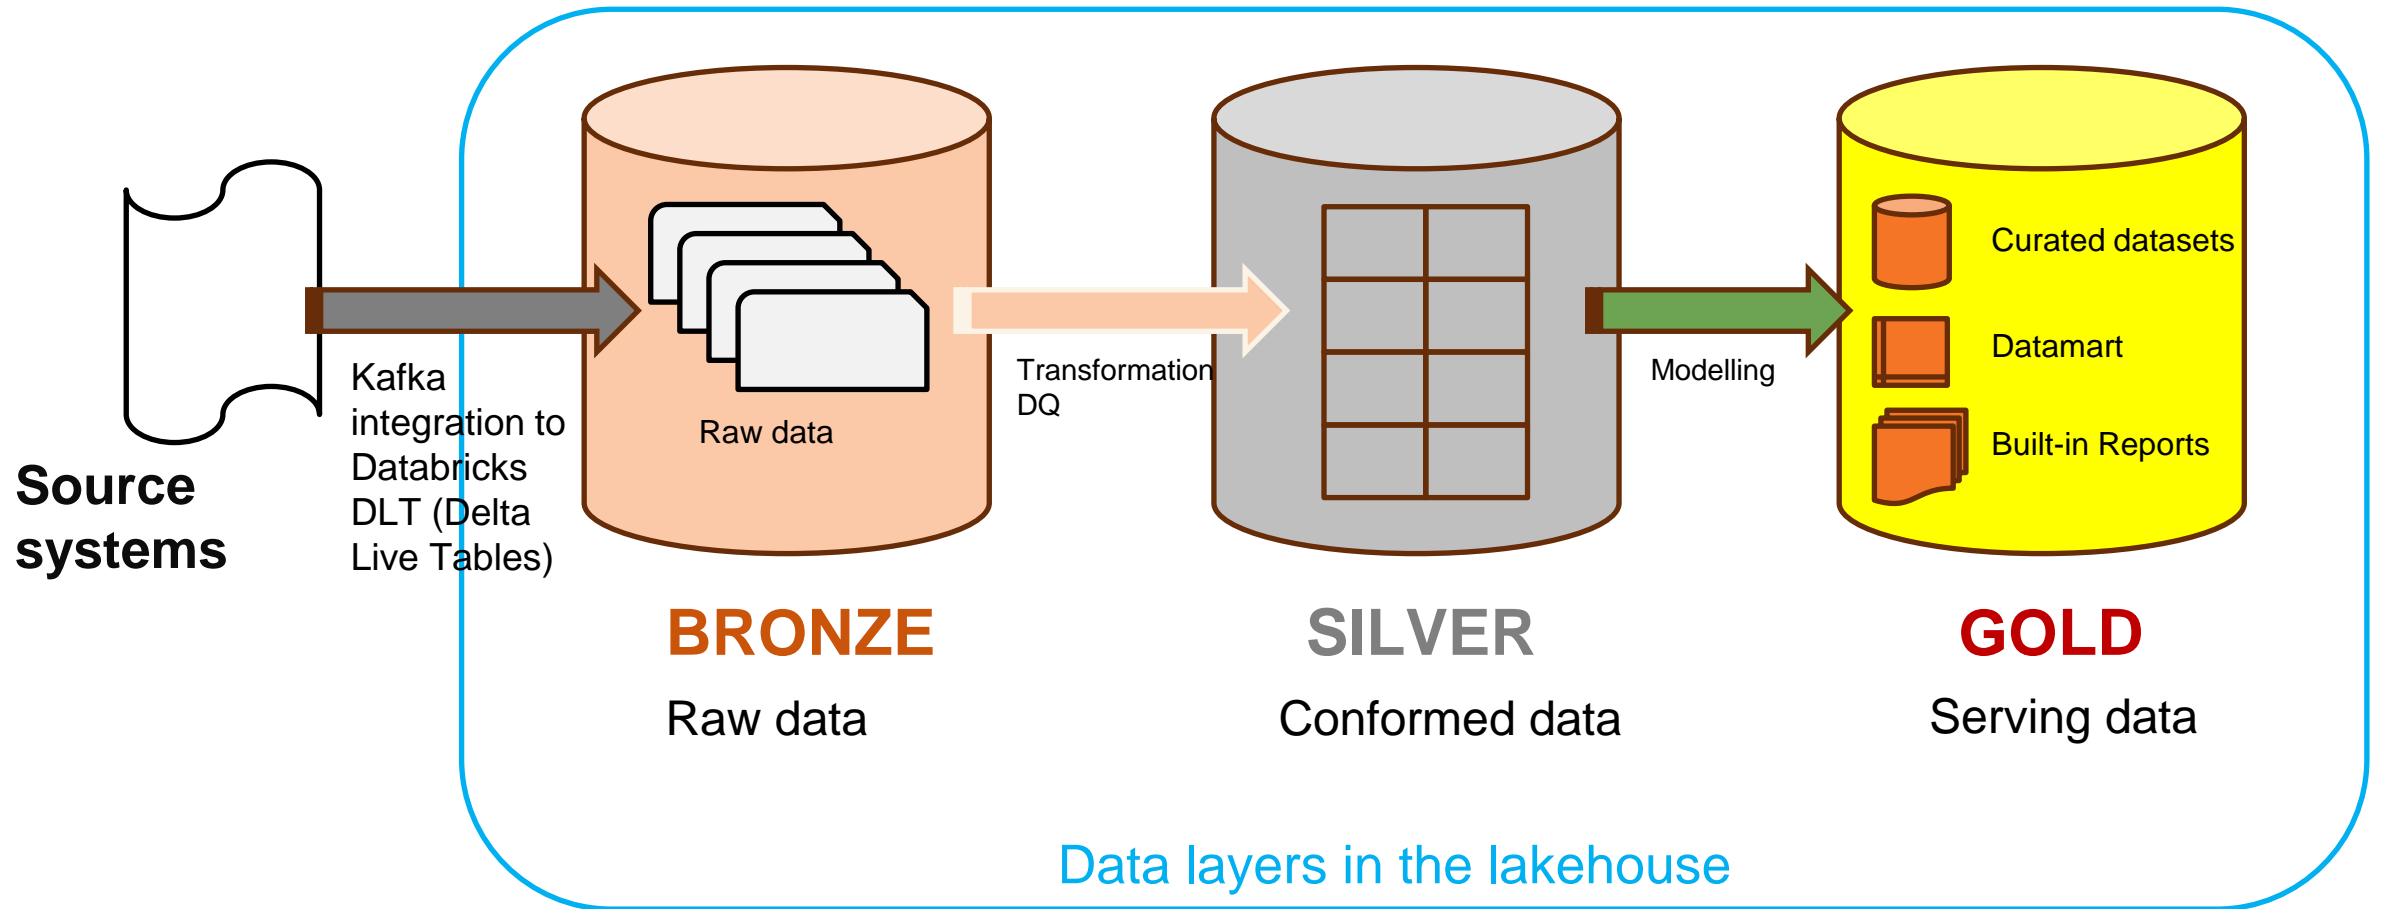 Source
systems
Kafka
integration to
Databricks
DLT (Delta
Live Tables)
Raw data
BRONZE
Raw data
Transformation
DQ
SILVER
Conformed data
Modelling
Curated datasets
Datamart
Built-in Reports
GOLD
Serving data
Data layers in the lakehouse